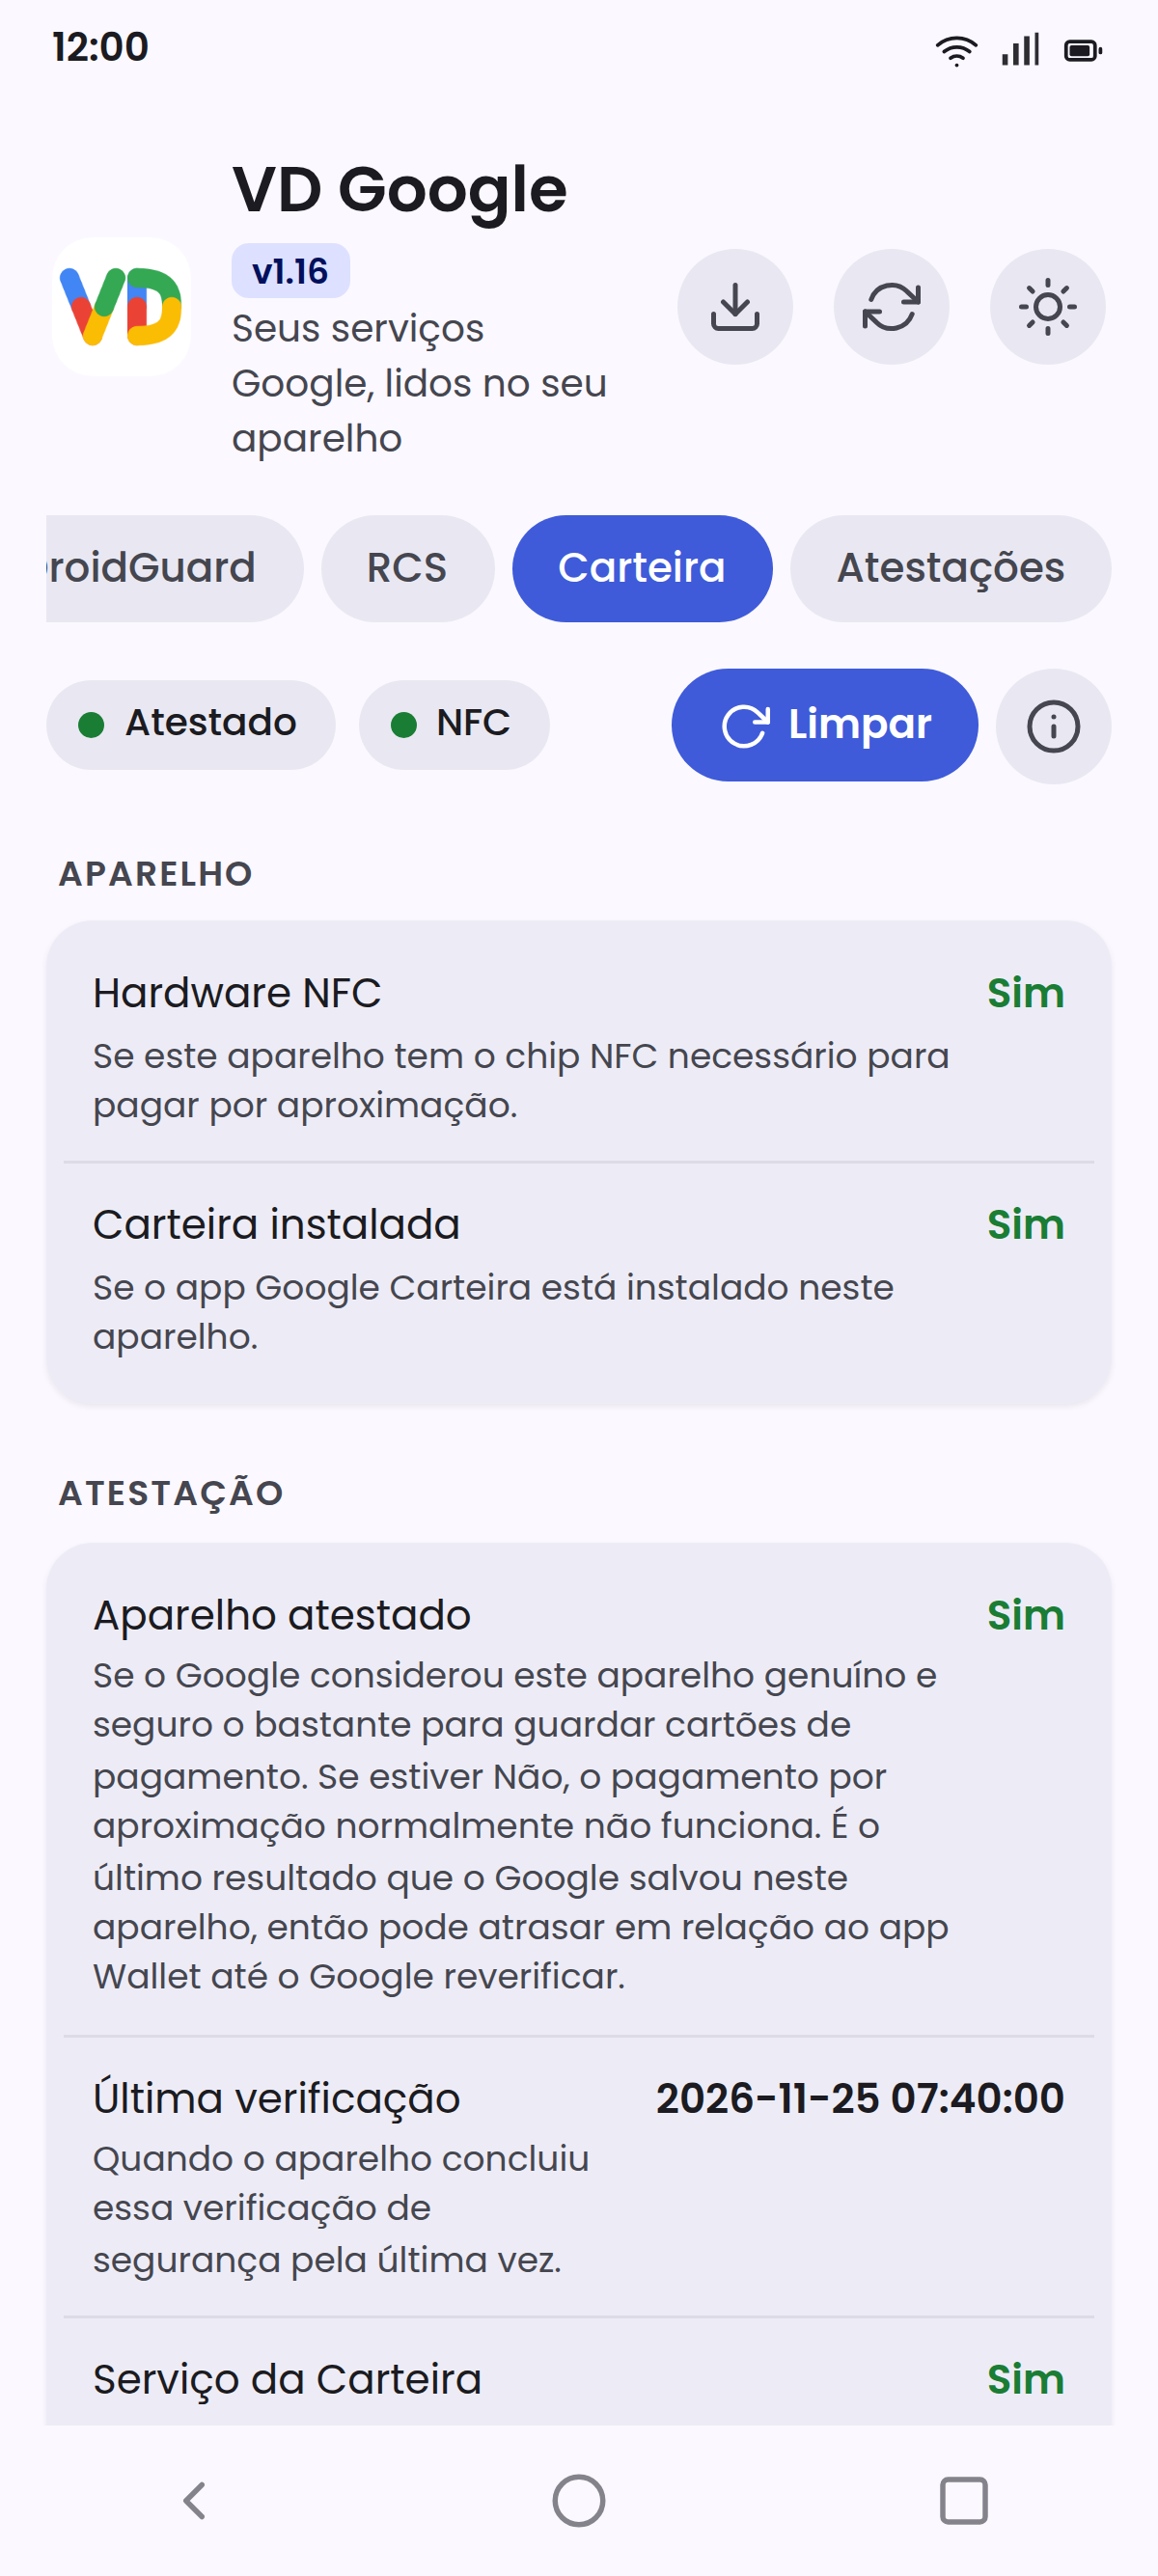 12:00
VD Google
VD
v1.16
Seus serviços
Google, lidos no seu
aparelho
roidGuard
RCS
Carteira
Atestações
Atestado
NFC
Limpar
APARELHO
Hardware NFC
Sim
Se este aparelho tem o chip NFC necessário para
pagar por aproximação.
Carteira instalada
Sim
Se o app Google Carteira está instalado neste
aparelho.
ATESTAÇÃO
Aparelho atestado
Sim
Se o Google considerou este aparelho genuíno e
seguro o bastante para guardar cartões de
pagamento. Se estiver Não, o pagamento por
aproximação normalmente não funciona. É o
último resultado que o Google salvou neste
aparelho, então pode atrasar em relação ao app
Wallet até o Google reverificar.
Última verificação
2026-11-25 07:40:00
Quando o aparelho concluiu
essa verificação de
segurança pela última vez.
Serviço da Carteira
Sim